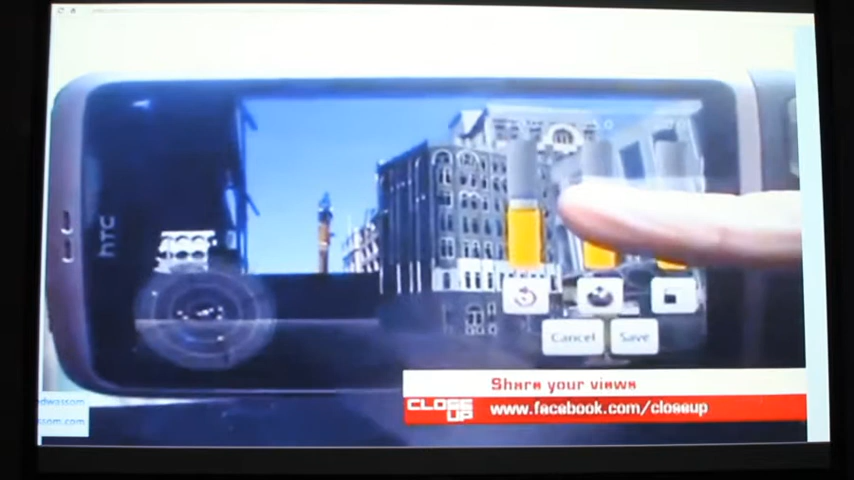 hTC
Cancel
Save
Share your views
CLOSE UP
www.facebook.com/closeup